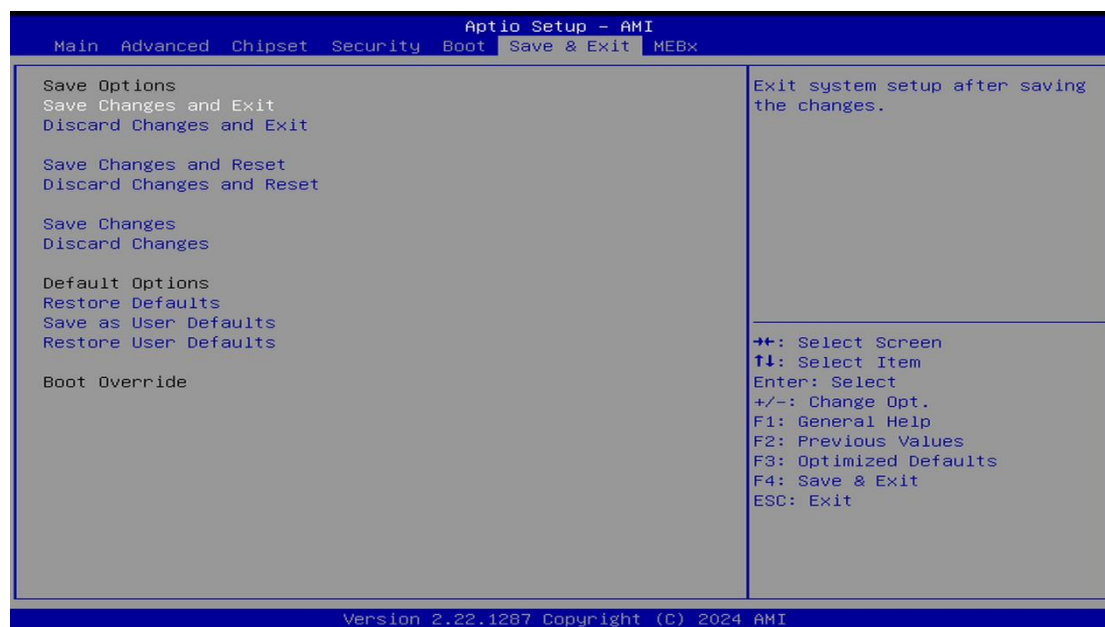 Aptio Setup – AMI
Main Advanced Chipset Security Boot Save & Exit MEBx
Save Options
Save Changes and Exit
Discard Changes and Exit
Save Changes and Reset
Discard Changes and Reset
Save Changes
Discard Changes
Default Options
Restore Defaults
Save as User Defaults
Restore User Defaults
Boot Override
Exit system setup after saving
the changes.
→←: Select Screen
↑↓: Select Item
Enter: Select
+/-: Change Opt.
F1: General Help
F2: Previous Values
F3: Optimized Defaults
F4: Save & Exit
ESC: Exit
Version 2.22.1287 Copyright (C) 2024 AMI